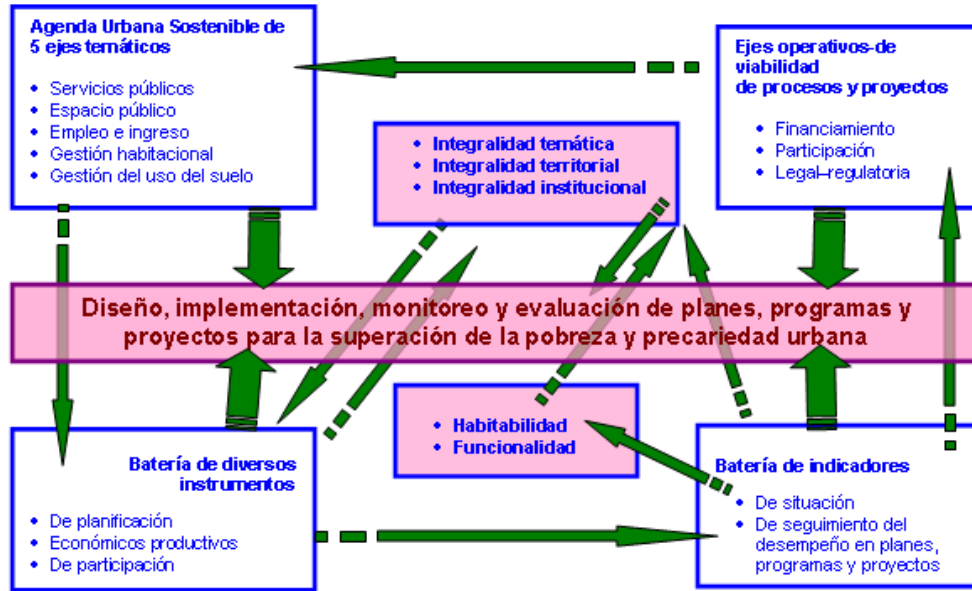 Agenda Urbana Sostenible de
5 ejes temáticos
• Servicios públicos
• Espacio público
• Empleo e ingreso
• Gestión habitacional
• Gestión del uso del suelo
Ejes operativos-de
viabilidad
de procesos y proyectos
• Financiamiento
• Participación
• Legal–regulatoria
• Integralidad temática
• Integralidad territorial
• Integralidad institucional
Diseño, implementación, monitoreo y evaluación de planes, programas y
proyectos para la superación de la pobreza y precariedad urbana
• Habitabilidad
• Funcionalidad
Batería de diversos
instrumentos
• De planificación
• Económicos productivos
• De participación
Batería de indicadores
• De situación
• De seguimiento del
desempeño en planes,
programas y proyectos